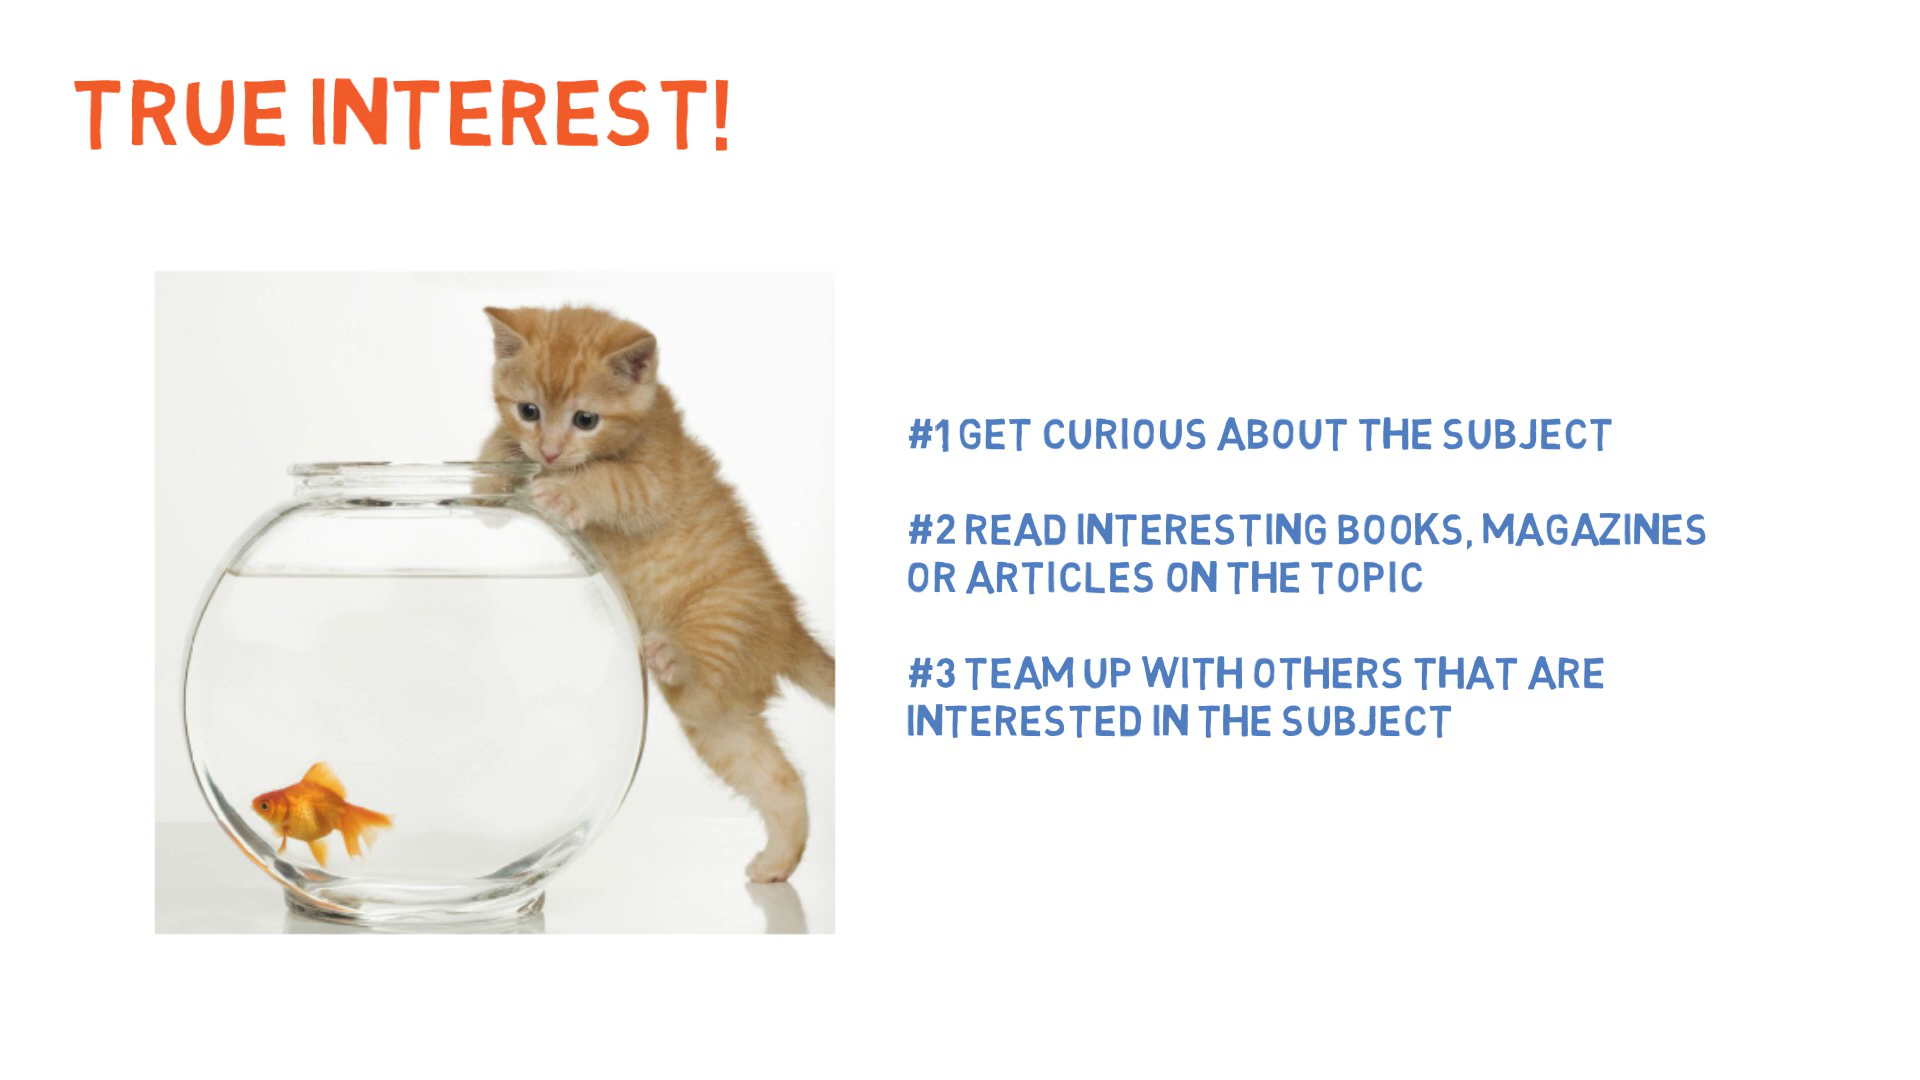 TRUE INTEREST!
#1 GET CURIOUS ABOUT THE SUBJECT
#2 READ INTERESTING BOOKS, MAGAZINES
OR ARTICLES ON THE TOPIC
#3 TEAM UP WITH OTHERS THAT ARE
INTERESTED IN THE SUBJECT